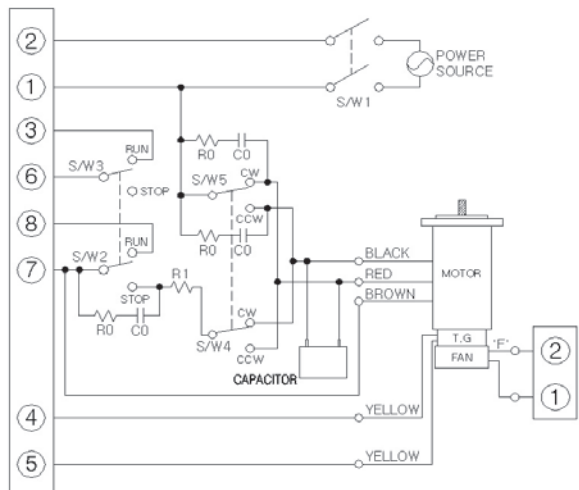 ②
POWER
SOURCE
①
S/W1
③
RUN
R0 C0
⑥
S/W3
S/W5
CW
STOP
CCW
⑧
R0 C0
RUN
BLACK
⑦
S/W2
RED
MOTOR
R1
STOP
CW
BROWN
R0 C0
S/W4
CCW
T.G
"F"
②
CAPACITOR
FAN
①
④
YELLOW
⑤
YELLOW